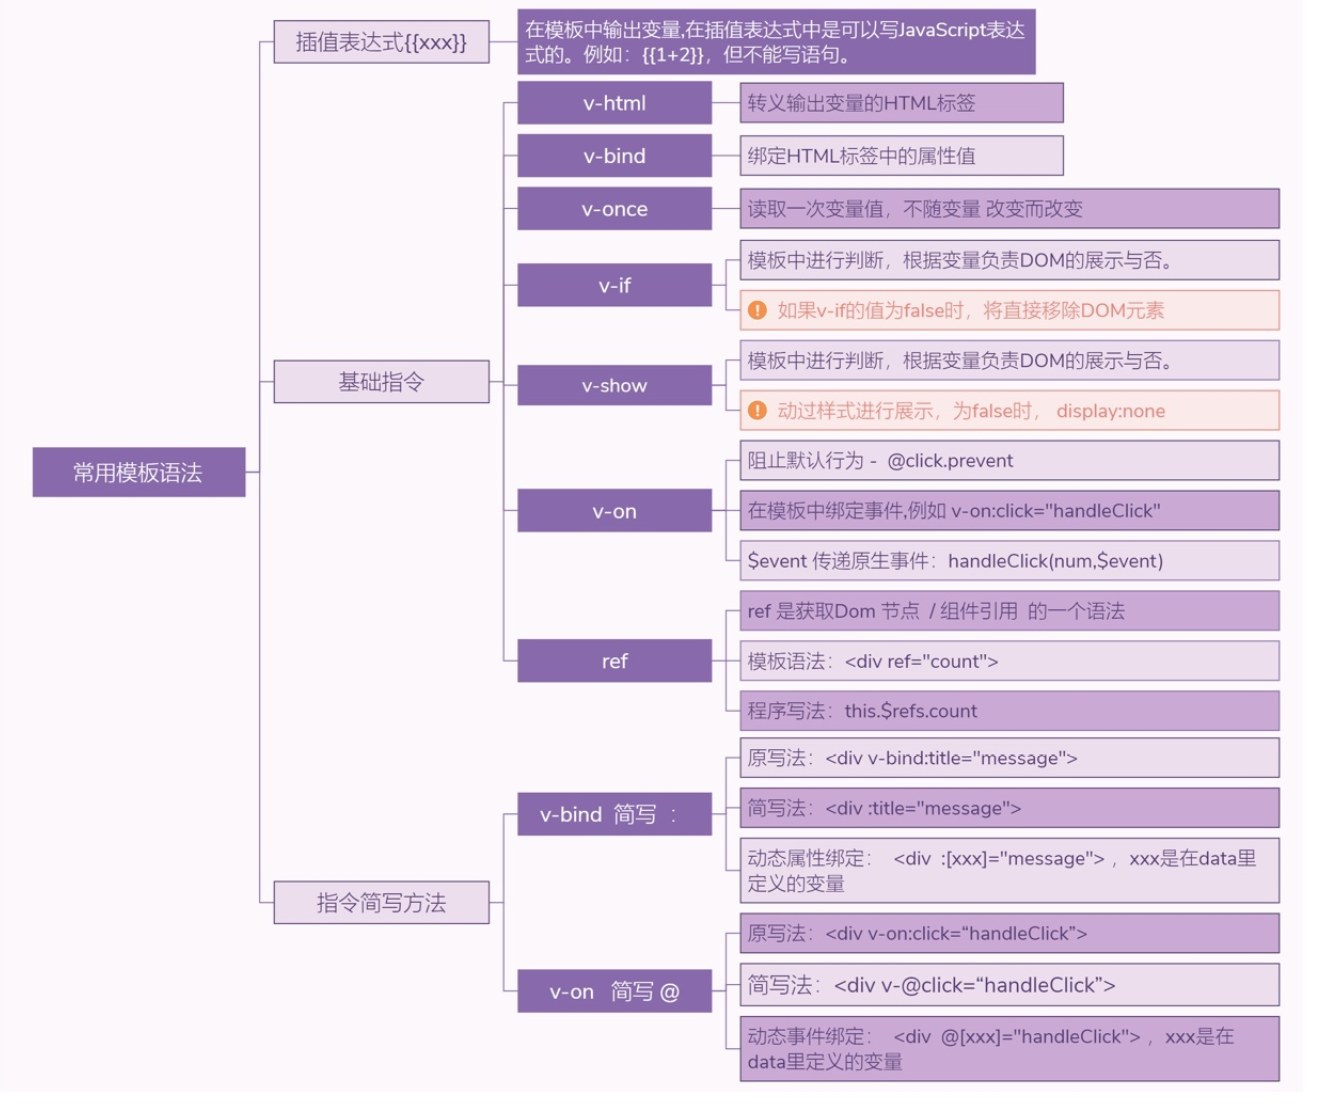 常用模板语法
插值表达式{{xxx}}
在模板中输出变量,在插值表达式中是可以写JavaScript表达
式的。例如：{{1+2}}，但不能写语句。
基础指令
v-html
转义输出变量的HTML标签
v-bind
绑定HTML标签中的属性值
v-once
读取一次变量值，不随变量 改变而改变
v-if
模板中进行判断，根据变量负责DOM的展示与否。
如果v-if的值为false时，将直接移除DOM元素
v-show
模板中进行判断，根据变量负责DOM的展示与否。
动过样式进行展示，为false时， display:none
v-on
阻止默认行为 - @click.prevent
在模板中绑定事件,例如 v-on:click="handleClick"
$event 传递原生事件：handleClick(num,$event)
ref
ref 是获取Dom 节点 / 组件引用 的一个语法
模板语法：<div ref="count">
程序写法：this.$refs.count
指令简写方法
v-bind 简写 ：
原写法：<div v-bind:title="message">
简写法：<div :title="message">
动态属性绑定： <div :[xxx]="message"> ，xxx是在data里
定义的变量
v-on 简写 @
原写法：<div v-on:click=“handleClick”>
简写法：<div v-@click=“handleClick”>
动态事件绑定： <div @[xxx]="handleClick"> ，xxx是在
data里定义的变量